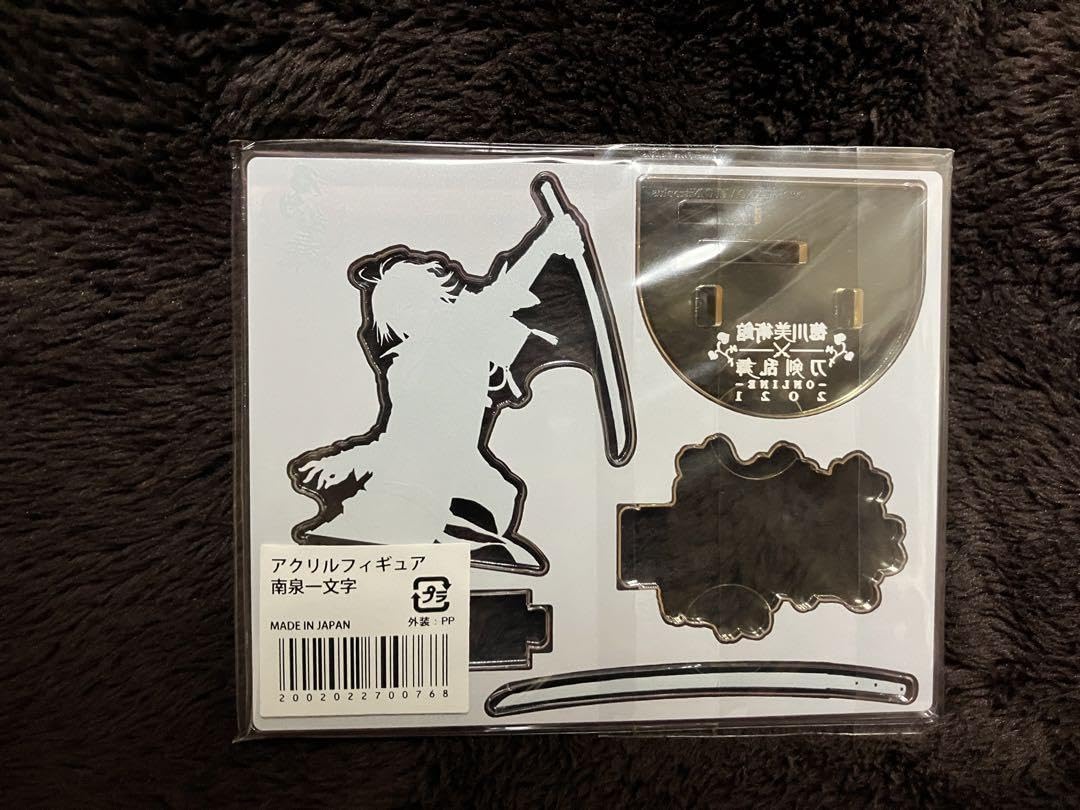 徳川美術館
×
刀剣乱舞
-ONLINE-
2021
アクリルフィギュア
南泉一文字
プラ
MADE IN JAPAN
外装：PP
2002022700768